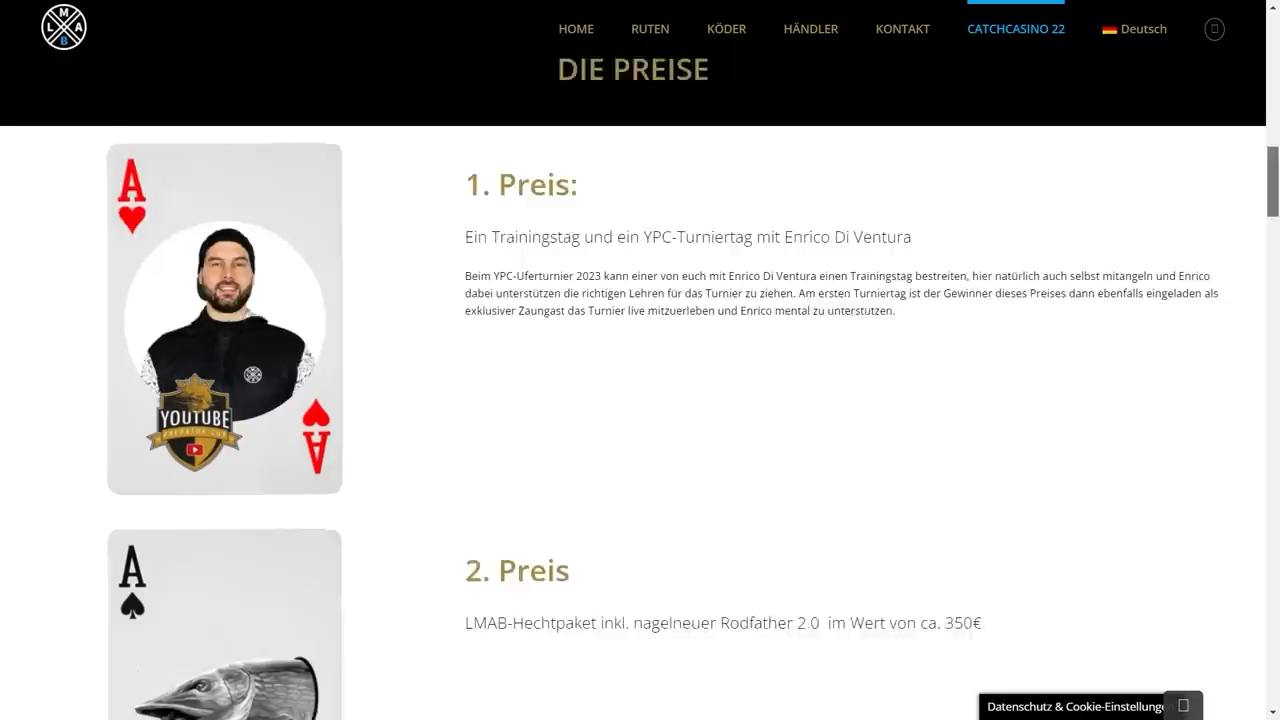 M
L A
B
HOME RUTEN KÖDER HÄNDLER KONTAKT CATCHCASINO 22 Deutsch
DIE PREISE
A
1. Preis:
Ein Trainingstag und ein YPC-Turniertag mit Enrico Di Ventura
Beim YPC-Uferturnier 2023 kann einer von euch mit Enrico Di Ventura einen Trainingstag bestreiten, hier natürlich auch selbst mitangeln und Enrico
dabei unterstützen die richtigen Lehren für das Turnier zu ziehen. Am ersten Turniertag ist der Gewinner dieses Preises dann ebenfalls eingeladen als
exklusiver Zaungast das Turnier live mitzuerleben und Enrico mental zu unterstützen.
YOUTUBE
PREDATOR CUP
A
A
2. Preis
LMAB-Hechtpaket inkl. nagelneuer Rodfather 2.0 im Wert von ca. 350€
Datenschutz & Cookie-Einstellungen